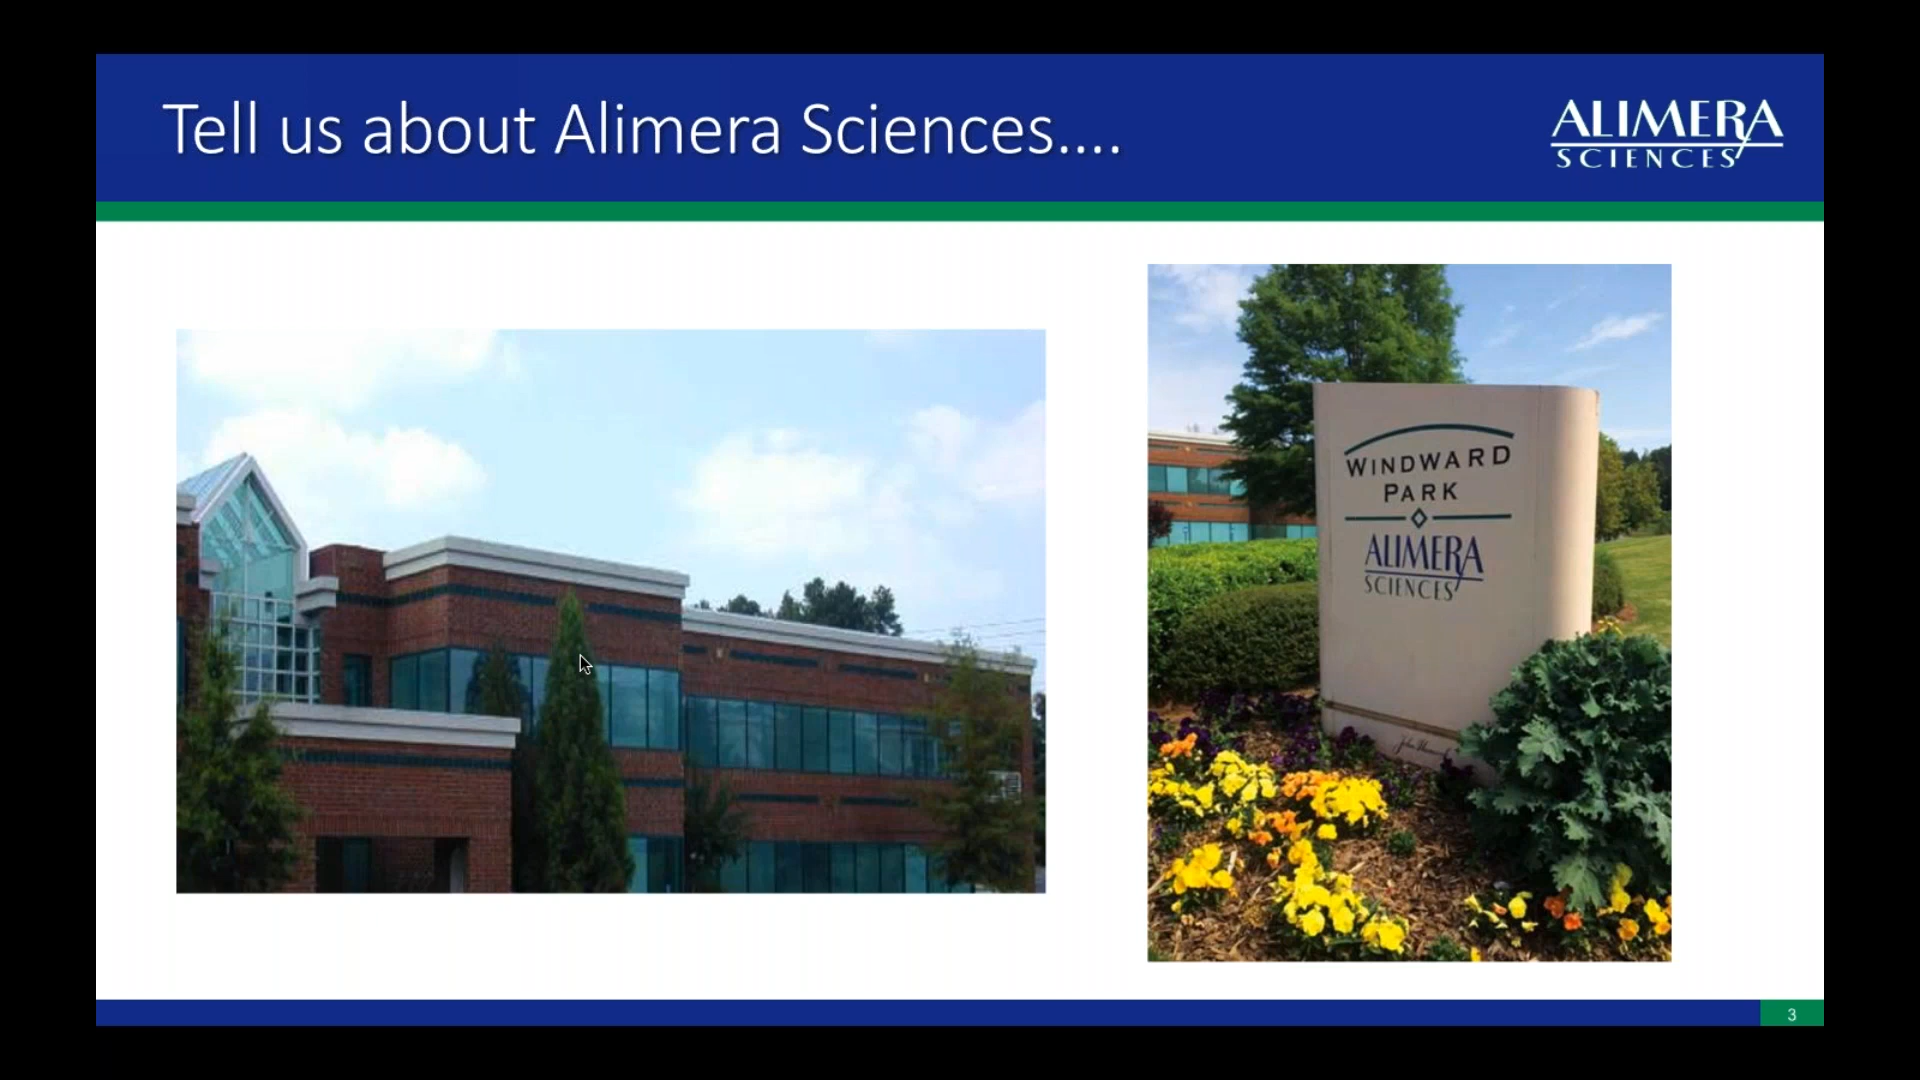 Tell us about Alimera Sciences....
ALIMERA
SCIENCES
WINDWARD
PARK
ALIMERA
SCIENCES
3